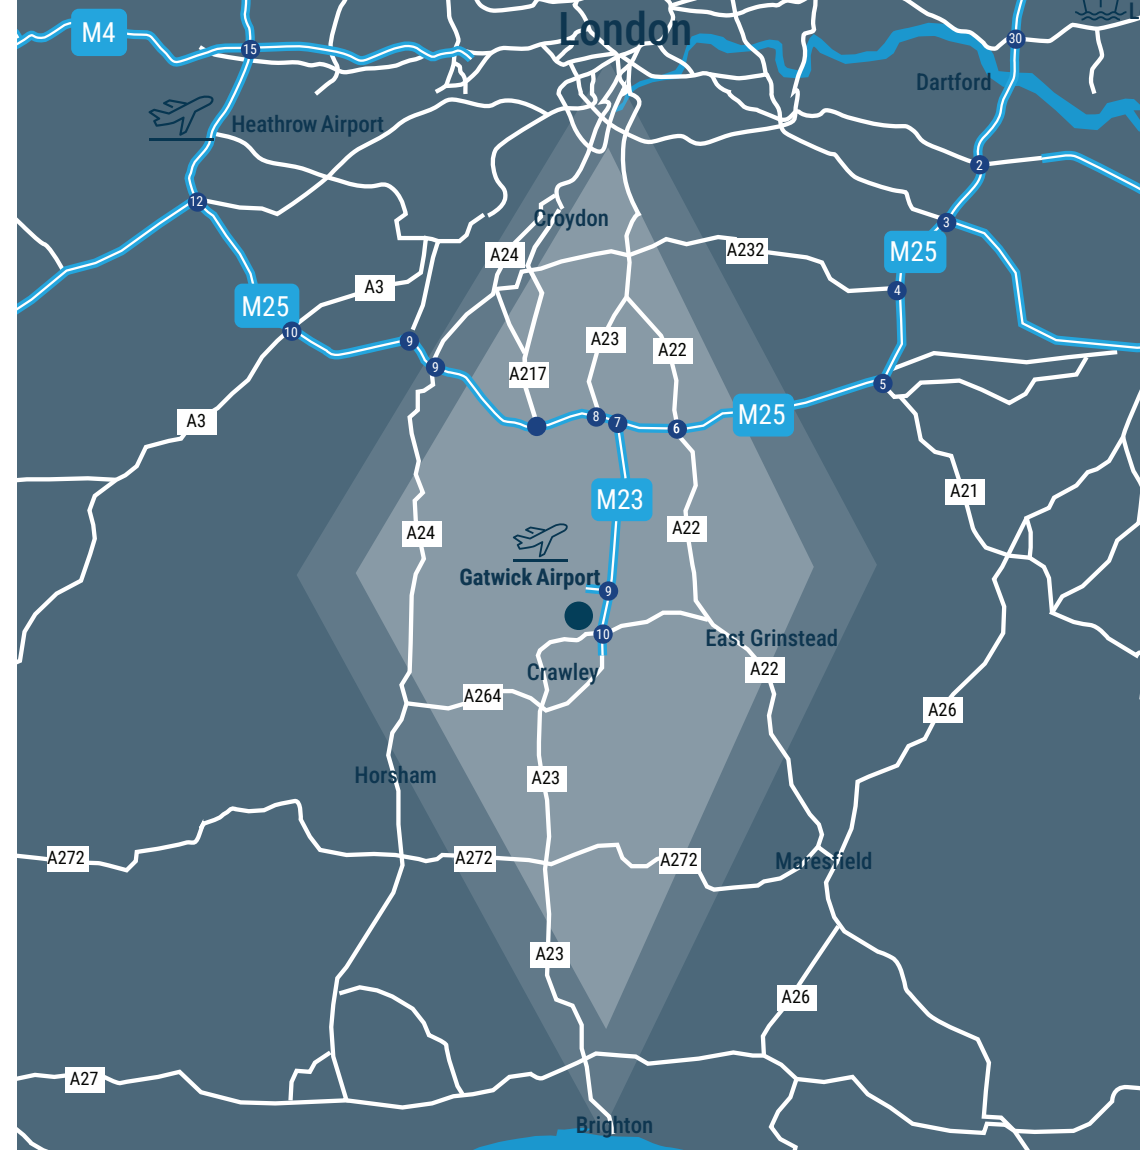 L
London
M4
15
30
Dartford
Heathrow Airport
2
12
3
Croydon
A24
A232
M25
A3
4
M25
10
9
A23
A22
9
A217
5
A3
8
7
6
M25
A21
M23
A24
A22
Gatwick Airport
9
10
East Grinstead
Crawley
A22
A264
A26
Horsham
A23
A272
A272
A272
Maresfield
A23
A26
A27
Brighton